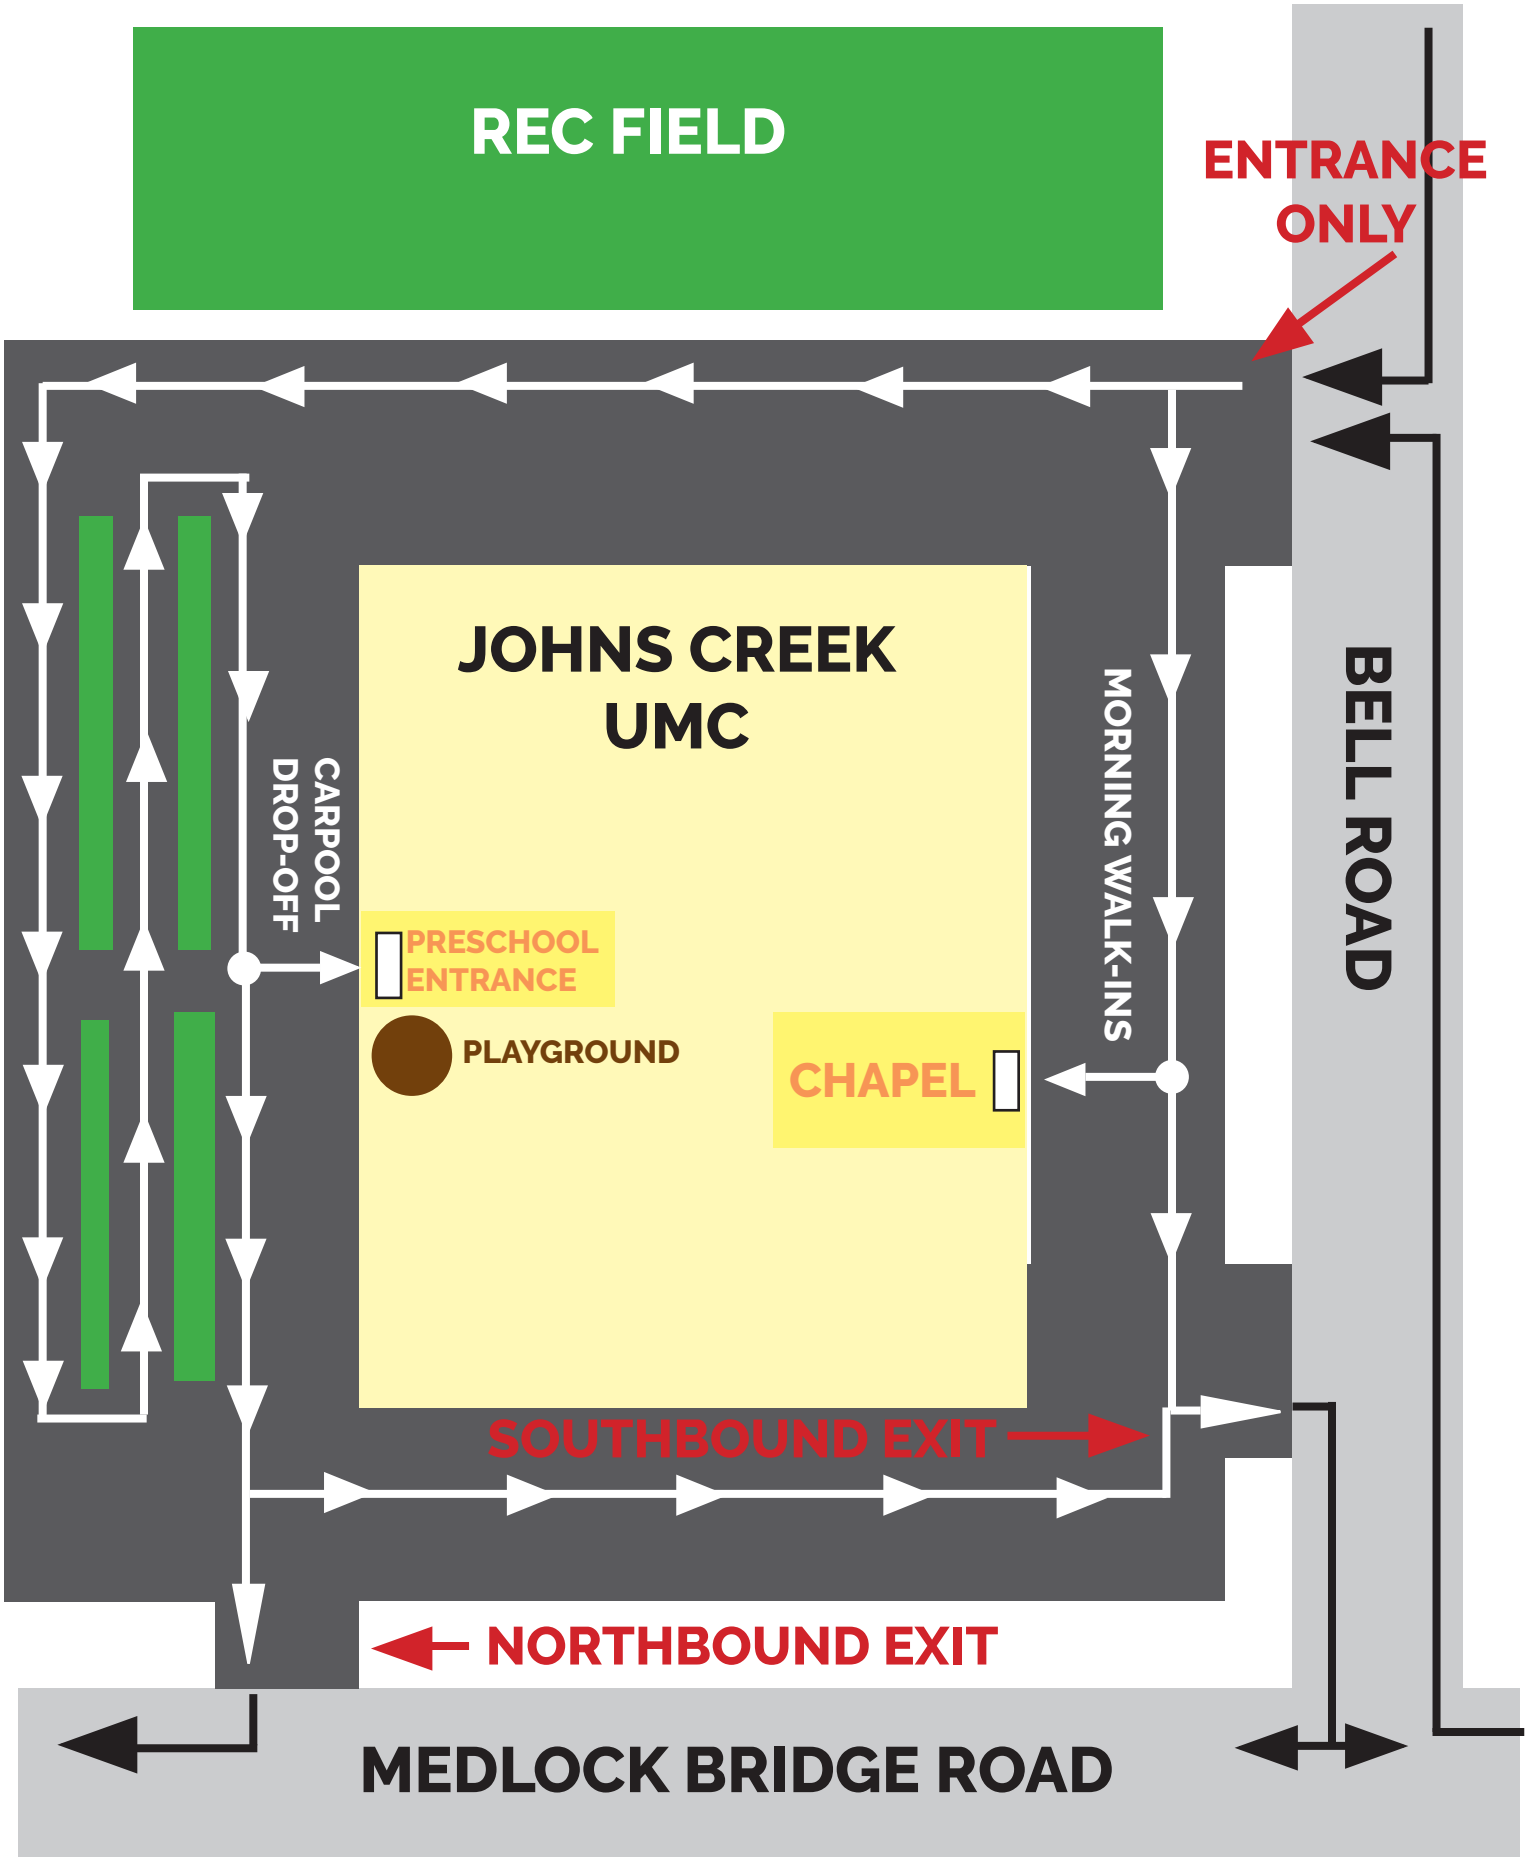 REC FIELD
ENTRANCE
ONLY
JOHNS CREEK
UMC
CARPOOL
DROP-OFF
MORNING WALK-INS
BELL ROAD
PRESCHOOL
ENTRANCE
PLAYGROUND
CHAPEL
SOUTHBOUND EXIT
NORTHBOUND EXIT
MEDLOCK BRIDGE ROAD